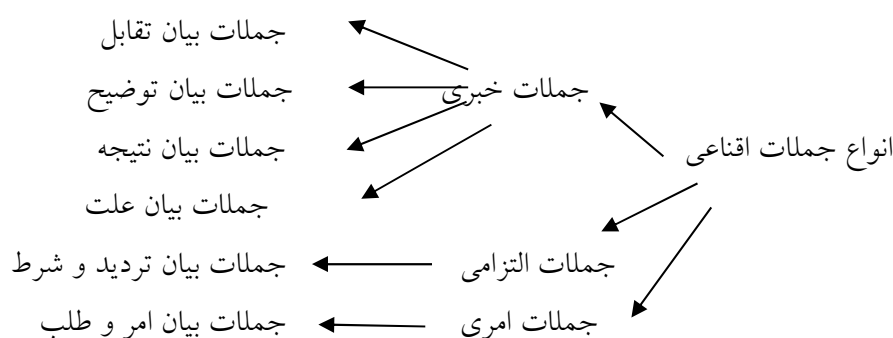 انواع جملات اقناعی
جملات خبری
جملات بیان تقابل
جملات بیان توضیح
جملات بیان نتیجه
جملات بیان علت
جملات التزامی
جملات بیان تردید و شرط
جملات امری
جملات بیان امر و طلب